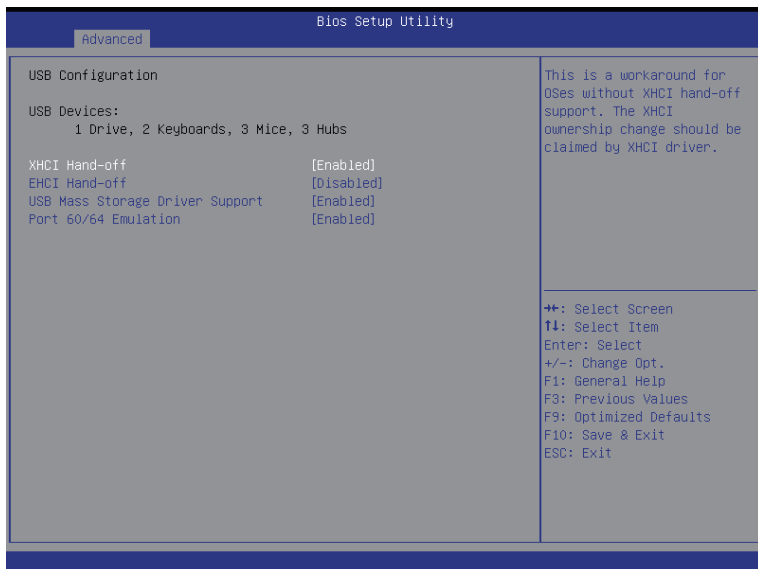 Bios Setup Utility
Advanced
USB Configuration
USB Devices:
1 Drive, 2 Keyboards, 3 Mice, 3 Hubs
XHCI Hand-off [Enabled]
EHCI Hand-off [Disabled]
USB Mass Storage Driver Support [Enabled]
Port 60/64 Emulation [Enabled]
This is a workaround for
OSes without XHCI hand-off
support. The XHCI
ownership change should be
claimed by XHCI driver.
→←: Select Screen
↑↓: Select Item
Enter: Select
+/-: Change Opt.
F1: General Help
F3: Previous Values
F9: Optimized Defaults
F10: Save & Exit
ESC: Exit